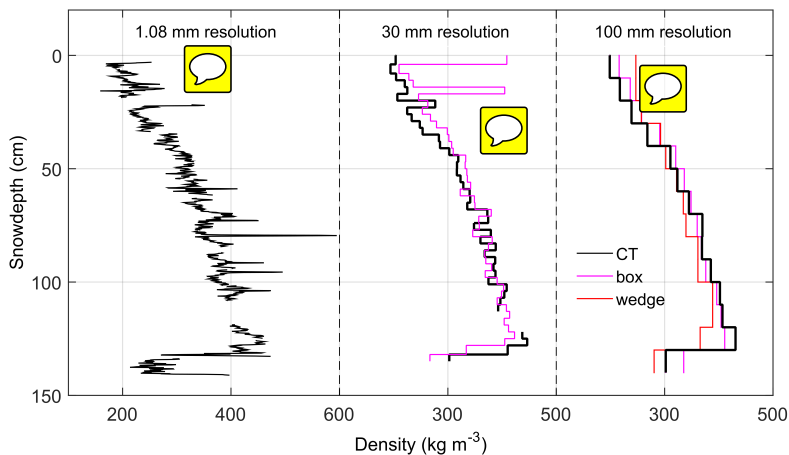 1.08 mm resolution 30 mm resolution 100 mm resolution
0
50
100
150
Snowdepth (cm)
CT
box
wedge
200 400 600 300 500 300 500
Density (kg m-3)